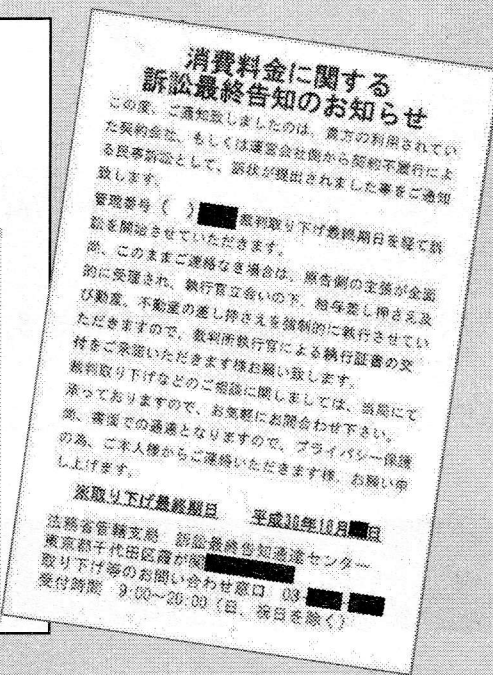 消費料金に関する
訴訟最終告知のお知らせ
この度、ご通知致しましたのは、貴方の利用されてい
た契約会社、もしくは運営会社側から契約不履行によ
る民事訴訟として、訴状が提出されました事をご通知
致します。
管理番号（ ） 裁判取り下げ最終期日を経て訴
訟を開始させていただきます。
尚、このままご連絡なき場合は、原告側の主張が全面
的に受理され、執行官立会いの下、給与差し押さえ及
び動産、不動産の差し押さえを強制的に執行させてい
ただきますので、裁判所執行官による執行証書の交
付をご承諾いただきます様お願い致します。
裁判取り下げなどのご相談に関しましては、当局にて
承っておりますので、お気軽にお問合わせ下さい。
尚、書面での通達となりますので、プライバシー保護
の為、ご本人様からご連絡いただきます様、お願い申
し上げます。
※取り下げ最終期日 平成30年10月 日
法務省管轄支局 訴訟最終告知通達センター
東京都千代田区霞が関
取り下げ等のお問い合わせ窓口 03- -
受付時間 9:00～20:00（日、祝日を除く）